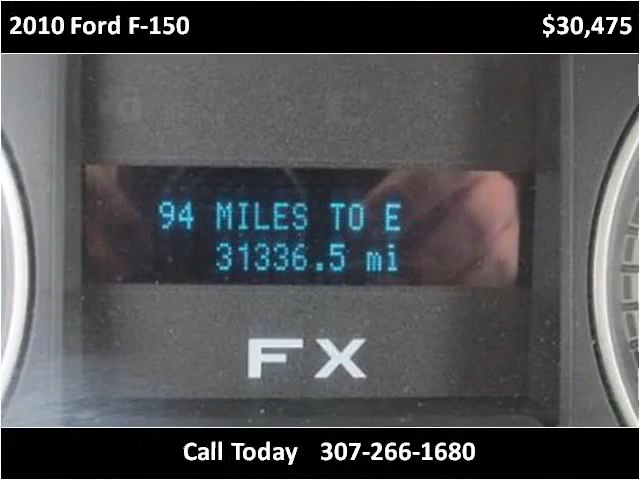 2010 Ford F-150 $30,475
94 MILES TO E
31336.5 mi
FX
Call Today 307-266-1680